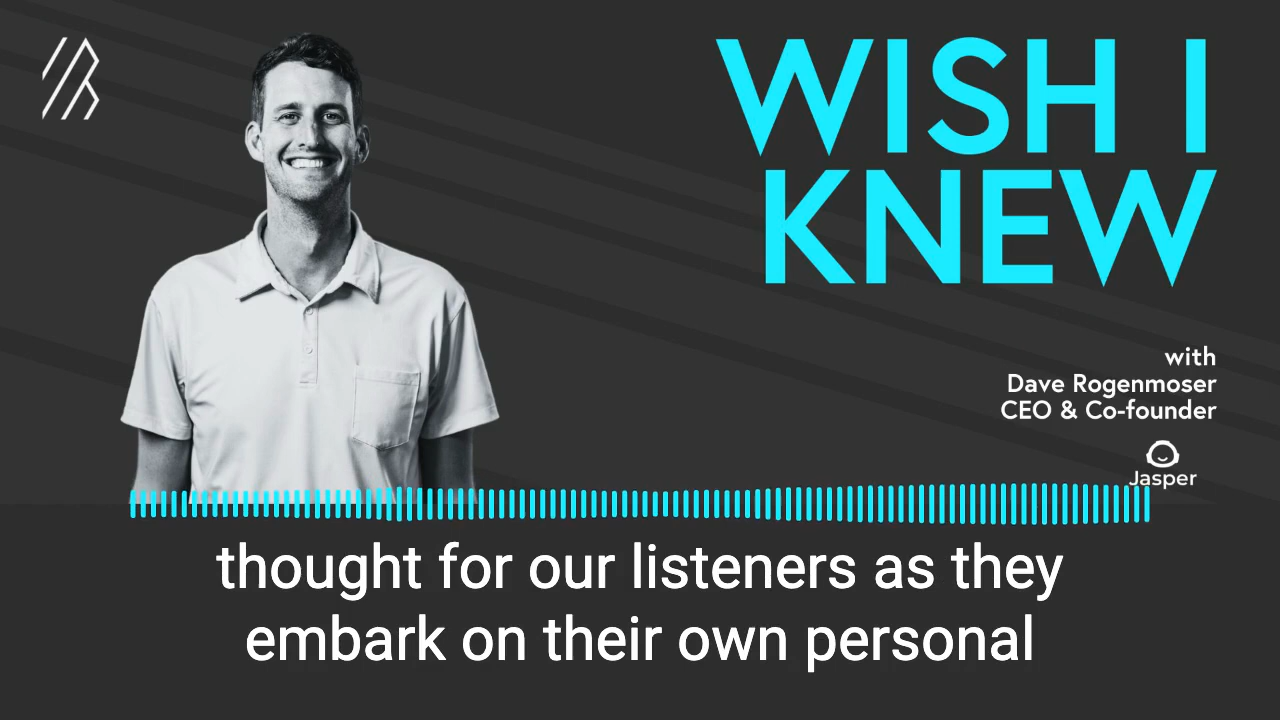 WISH I
KNEW
with
Dave Rogenmoser
CEO & Co-founder
Jasper
thought for our listeners as they
embark on their own personal